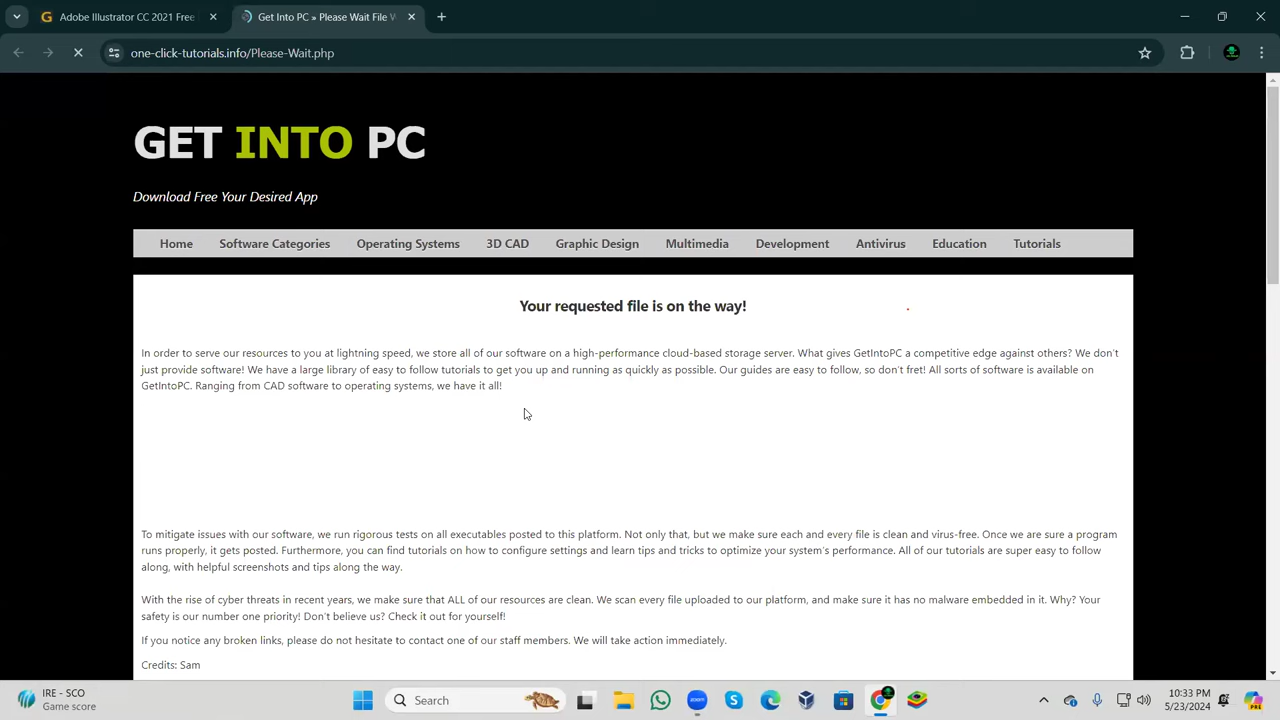 Adobe Illustrator CC 2021 Free
Get Into PC » Please Wait File W
one-click-tutorials.info/Please-Wait.php
GET INTO PC
Download Free Your Desired App
Home Software Categories Operating Systems 3D CAD Graphic Design Multimedia Development Antivirus Education Tutorials
Your requested file is on the way!
In order to serve our resources to you at lightning speed, we store all of our software on a high-performance cloud-based storage server. What gives GetIntoPC a competitive edge against others? We don't
just provide software! We have a large library of easy to follow tutorials to get you up and running as quickly as possible. Our guides are easy to follow, so don't fret! All sorts of software is available on
GetIntoPC. Ranging from CAD software to operating systems, we have it all!
To mitigate issues with our software, we run rigorous tests on all executables posted to this platform. Not only that, but we make sure each and every file is clean and virus-free. Once we are sure a program
runs properly, it gets posted. Furthermore, you can find tutorials on how to configure settings and learn tips and tricks to optimize your system's performance. All of our tutorials are super easy to follow
along, with helpful screenshots and tips along the way.
With the rise of cyber threats in recent years, we make sure that ALL of our resources are clean. We scan every file uploaded to our platform, and make sure it has no malware embedded in it. Why? Your
safety is our number one priority! Don't believe us? Check it out for yourself!
If you notice any broken links, please do not hesitate to contact one of our staff members. We will take action immediately.
Credits: Sam
IRE - SCO
Game score
Search
zoom
PRE
10:33 PM
5/23/2024